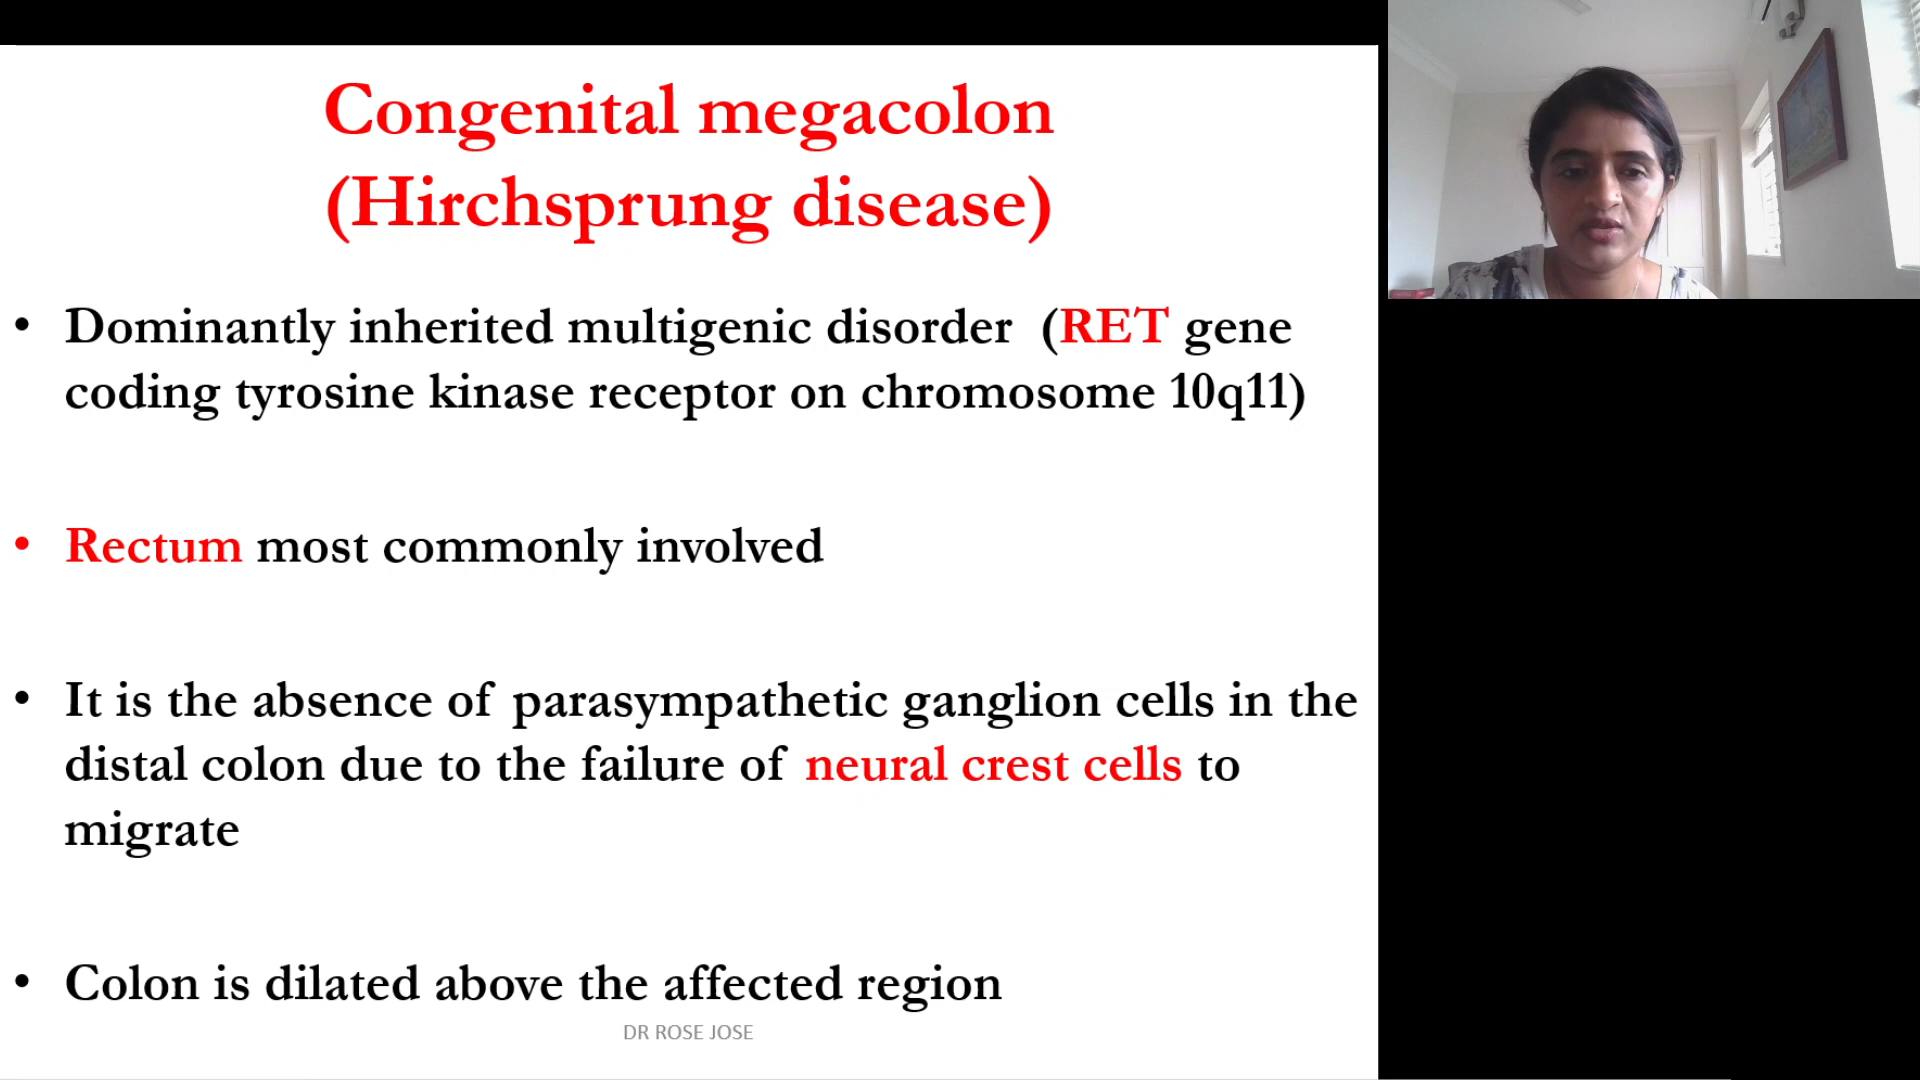 Congenital megacolon
(Hirchsprung disease)
• Dominantly inherited multigenic disorder (RET gene
coding tyrosine kinase receptor on chromosome 10q11)
• Rectum most commonly involved
• It is the absence of parasympathetic ganglion cells in the
distal colon due to the failure of neural crest cells to
migrate
• Colon is dilated above the affected region
DR ROSE JOSE